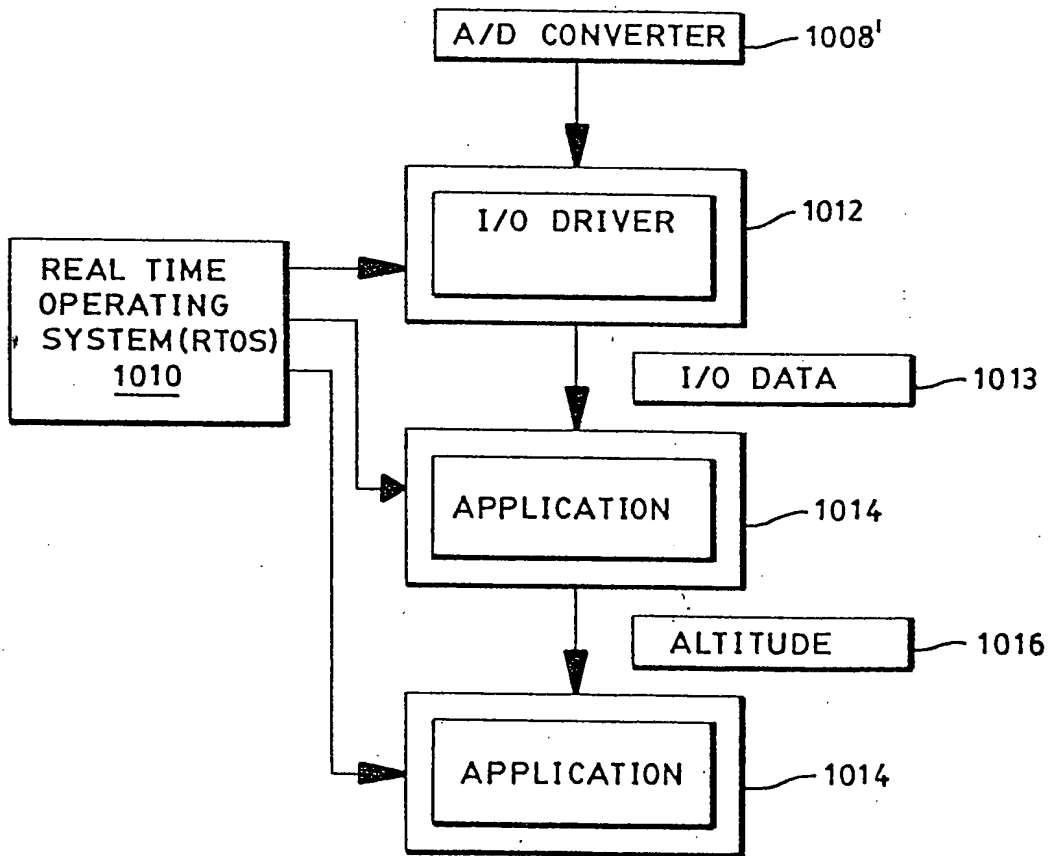 A/D CONVERTER
1008'
I/O DRIVER
1012
REAL TIME
OPERATING
SYSTEM(RTOS)
1010
I/O DATA
1013
APPLICATION
1014
ALTITUDE
1016
APPLICATION
1014